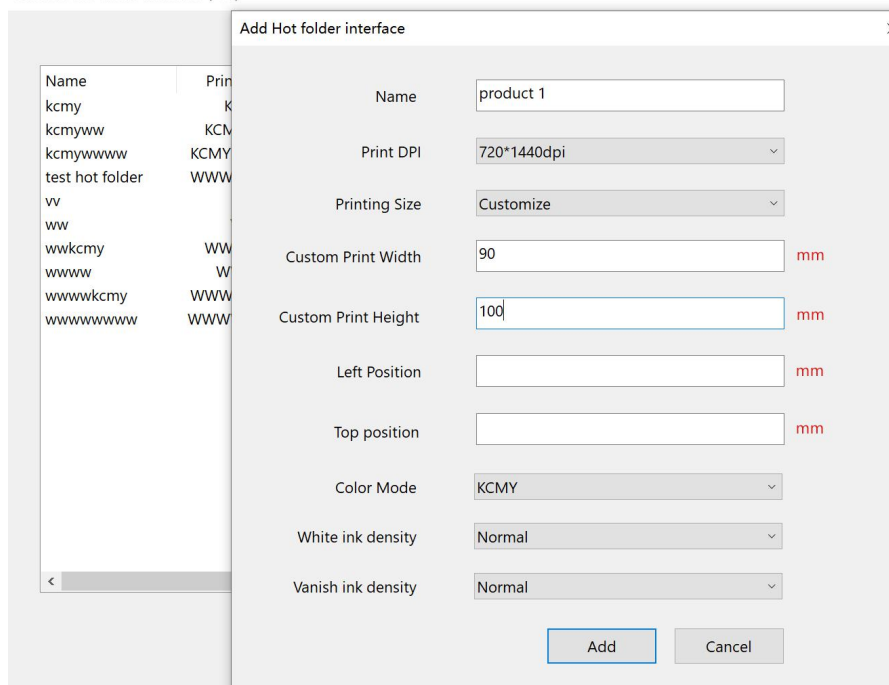 Add Hot folder interface
Name Prin
kcmy K
kcmyww KCM
kcmywwww KCMY
test hot folder WWW
vv
ww
wwkcmy WW
wwww W
wwwwkcmy WWW
wwwwwwww WWW
Name product 1
Print DPI 720*1440dpi
Printing Size Customize
Custom Print Width 90 mm
Custom Print Height 100 mm
Left Position mm
Top position mm
Color Mode KCMY
White ink density Normal
Vanish ink density Normal
Add Cancel